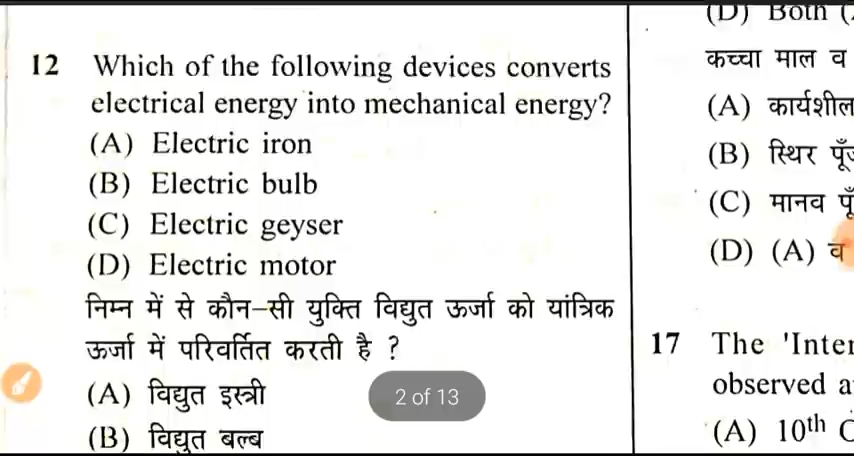 12 Which of the following devices converts
electrical energy into mechanical energy?
(A) Electric iron
(B) Electric bulb
(C) Electric geyser
(D) Electric motor
निम्न में से कौन-सी युक्ति विद्युत ऊर्जा को यांत्रिक
ऊर्जा में परिवर्तित करती है ?
(A) विद्युत इस्त्री
(B) विद्युत बल्ब
(D) Both
कच्चा माल व
(A) कार्यशील
(B) स्थिर
(C) मानव
(D) (A) व
17 The 'Inter
observed a
(A) 10th
2 of 13